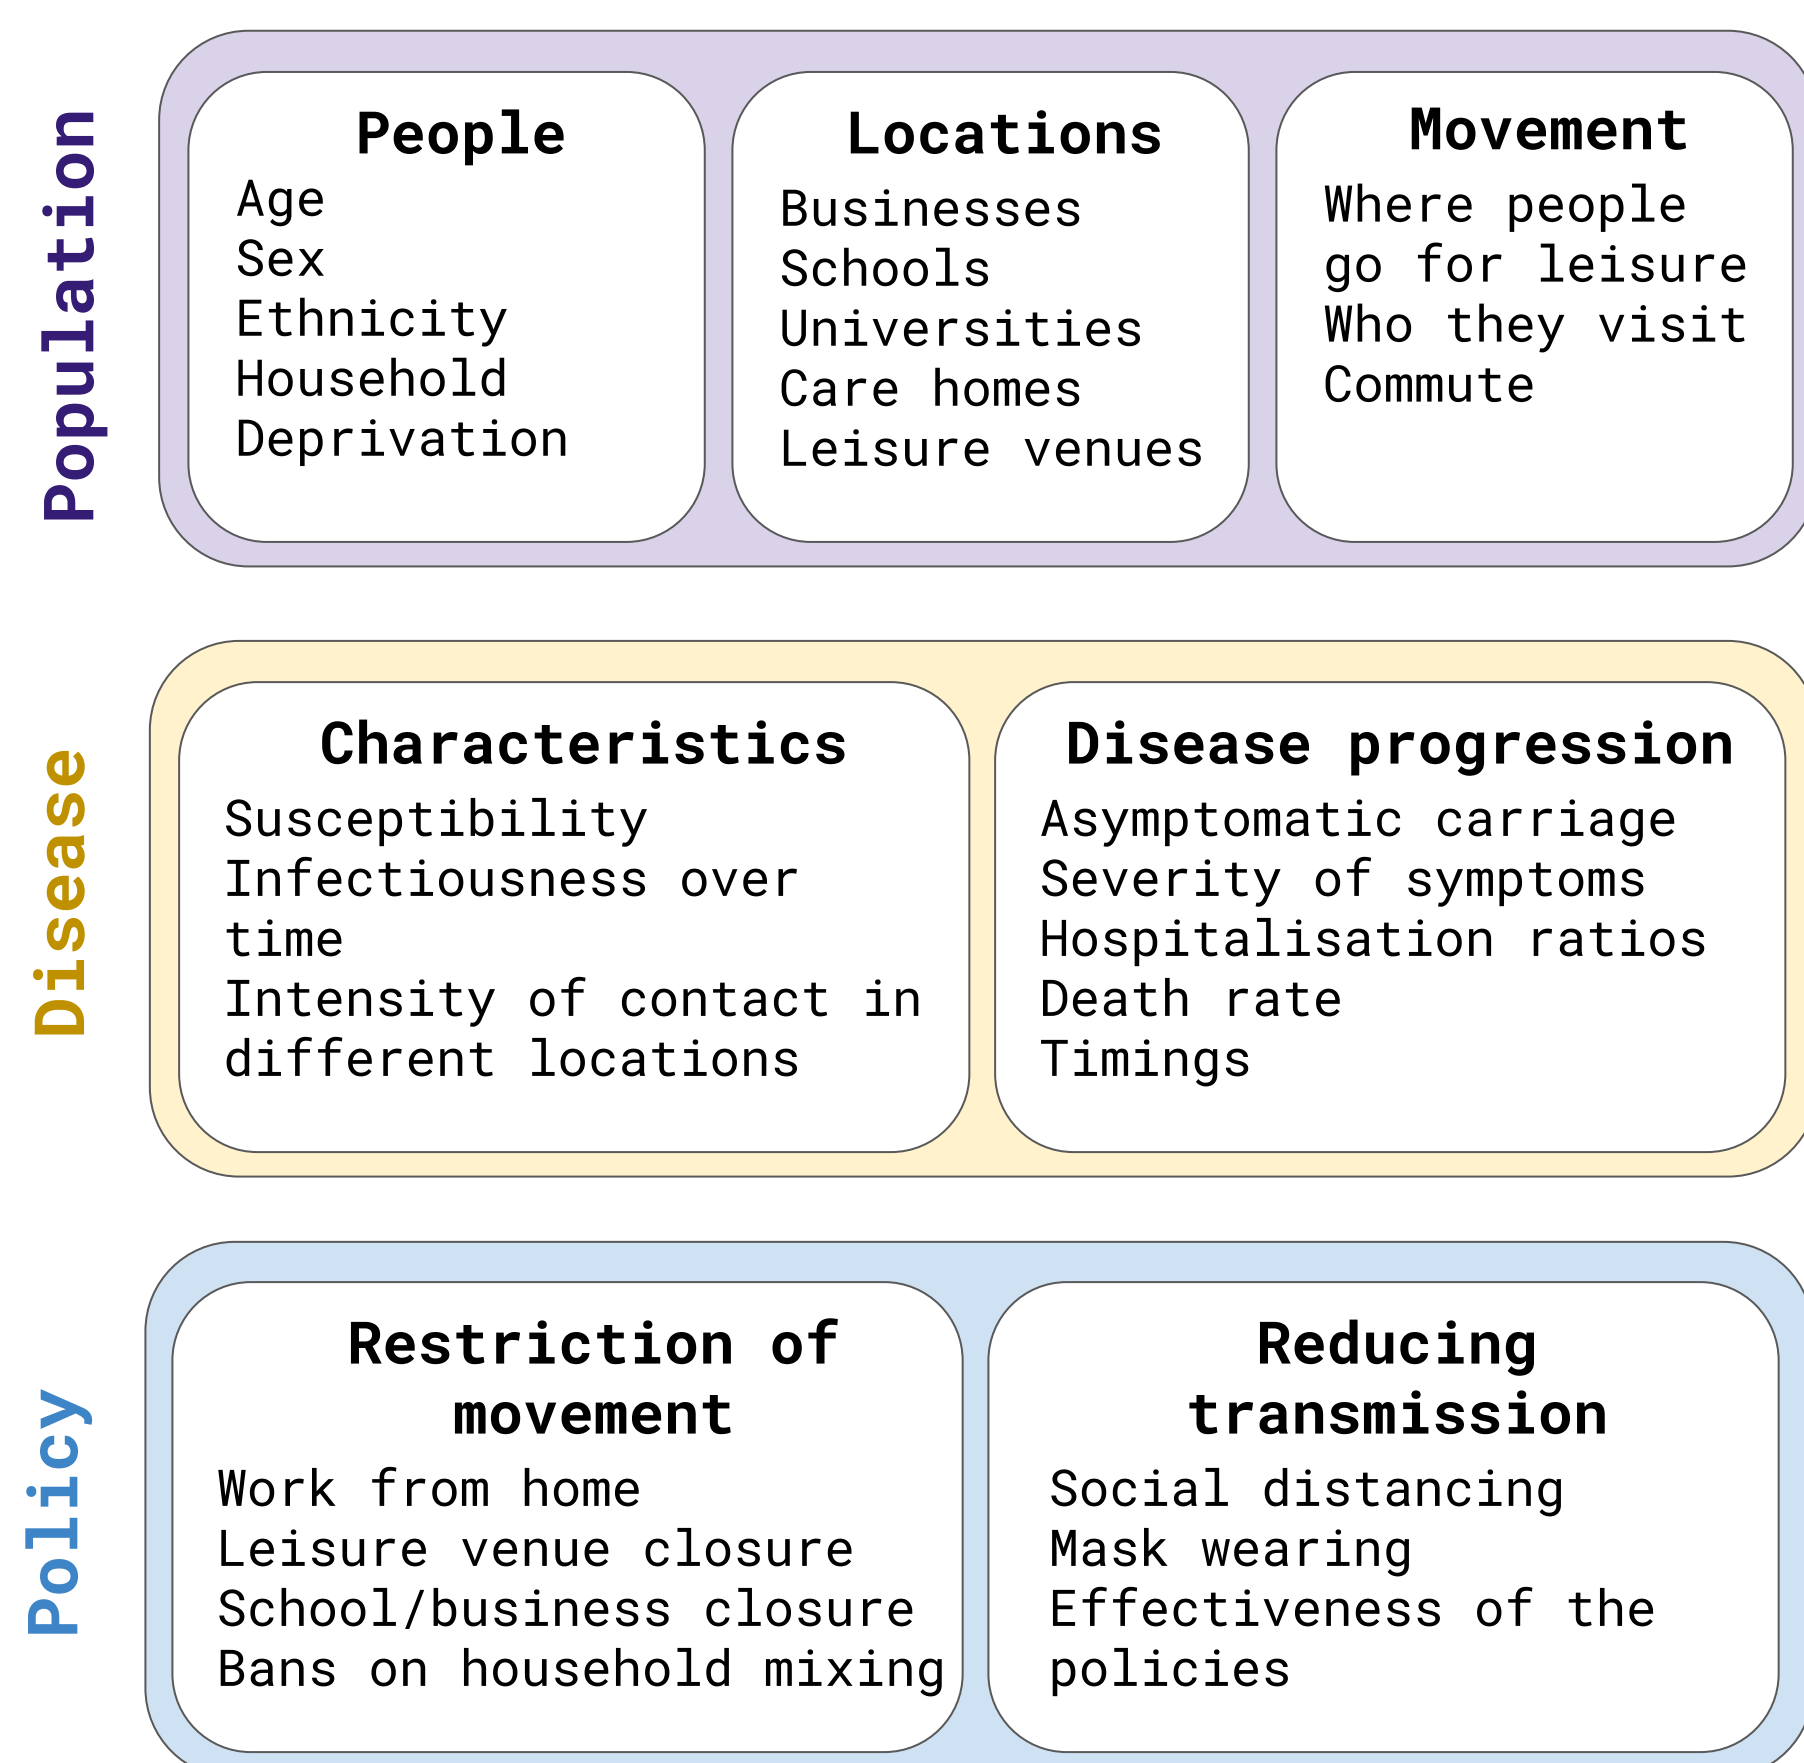 Population
People
Age
Sex
Ethnicity
Household
Deprivation
Locations
Businesses
Schools
Universities
Care homes
Leisure venues
Movement
Where people
go for leisure
Who they visit
Commute
Disease
Characteristics
Susceptibility
Infectiousness over
time
Intensity of contact in
different locations
Disease progression
Asymptomatic carriage
Severity of symptoms
Hospitalisation ratios
Death rate
Timings
Policy
Restriction of
movement
Work from home
Leisure venue closure
School/business closure
Bans on household mixing
Reducing
transmission
Social distancing
Mask wearing
Effectiveness of the
policies